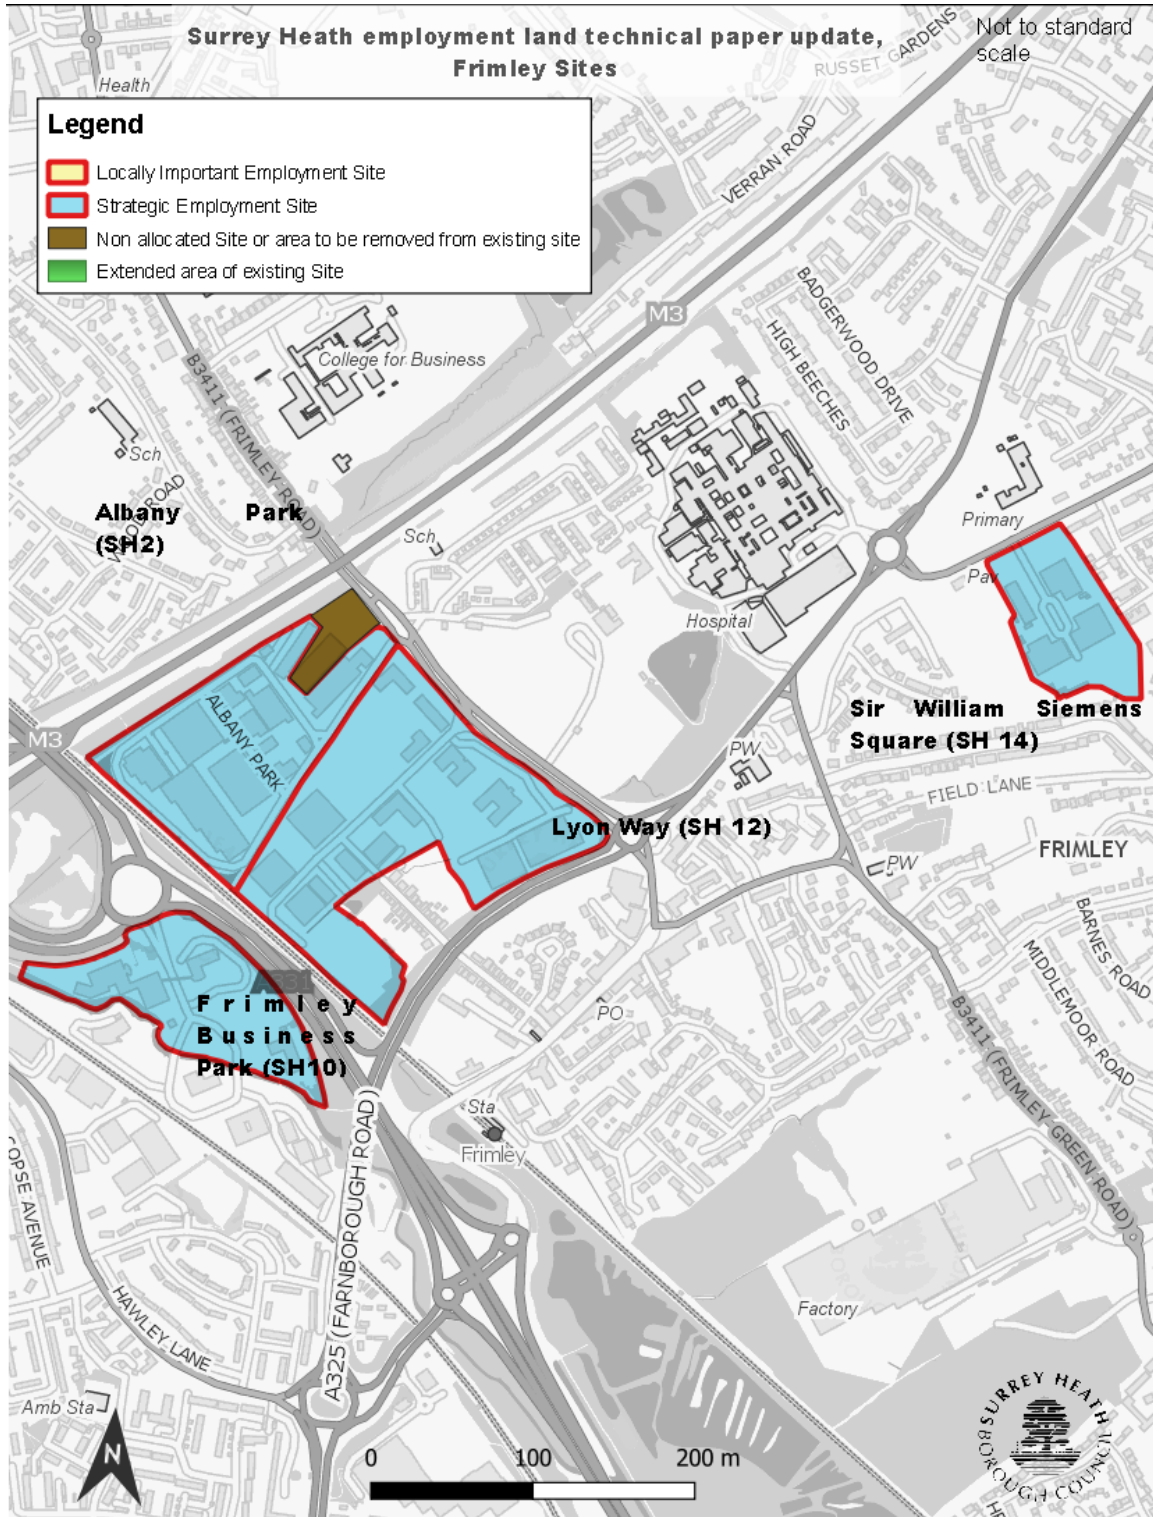 Surrey Heath employment land technical paper update,
Frimley Sites
Not to standard
scale
RUSSET GARDENS
Health
Legend
Locally Important Employment Site
Strategic Employment Site
Non allocated Site or area to be removed from existing site
Extended area of existing Site
VERRAN ROAD
M3
BADGERWOOD DRIVE
HIGH BEECHES
College for Business
B3411 (FRIMLEY ROAD)
Sch
WOOD ROAD
Albany Park
(SH2)
Sch
Primary
Pav
Hospital
ALBANY PARK
M3
Sir William Siemens
Square (SH 14)
PW
FIELD LANE
Lyon Way (SH 12)
FRIMLEY
PW
BARNES ROAD
MIDDLEMOOR ROAD
A331
Frimley
Business
Park (SH10)
PO
B3411 (FRIMLEY GREEN ROAD)
Sta
Frimley
COPSE AVENUE
A325 (FARNBOROUGH ROAD)
HAWLEY LANE
Factory
Amb Sta
N
0 100 200 m
SURREY HEATH
BOROUGH COUNCIL